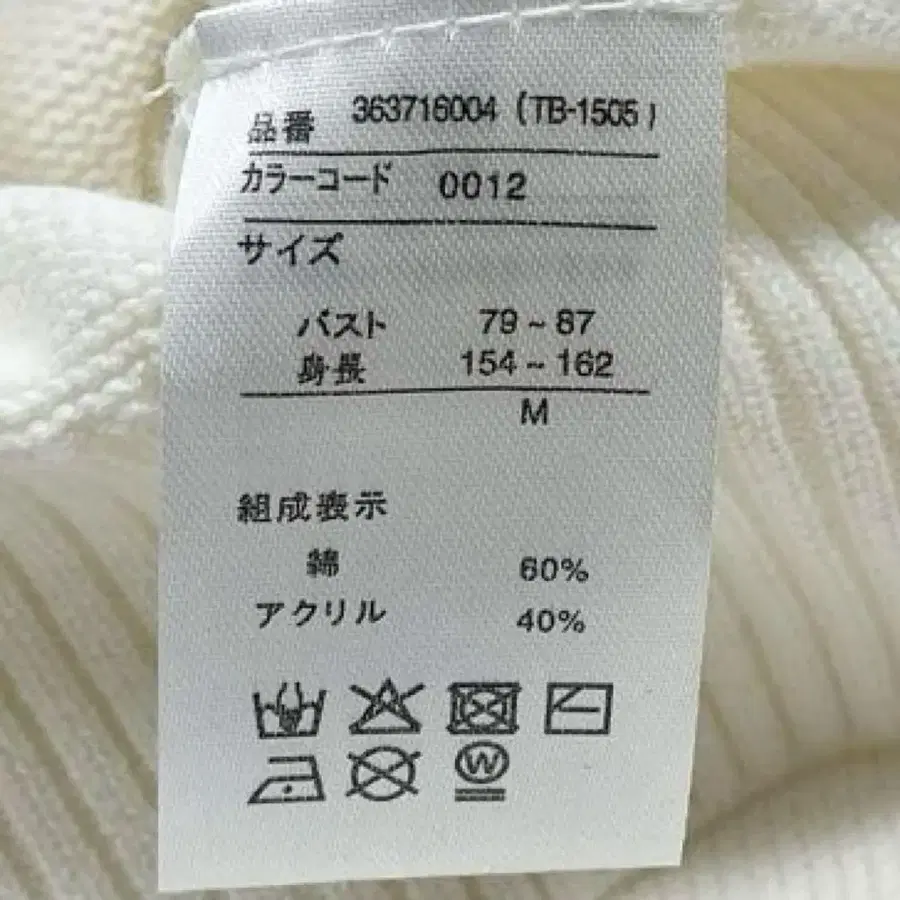 品番 363716004 (TB-1505)
カラーコード 0012
サイズ
バスト 79~87
身長 154~162
M
組成表示
綿 60%
アクリル 40%
W